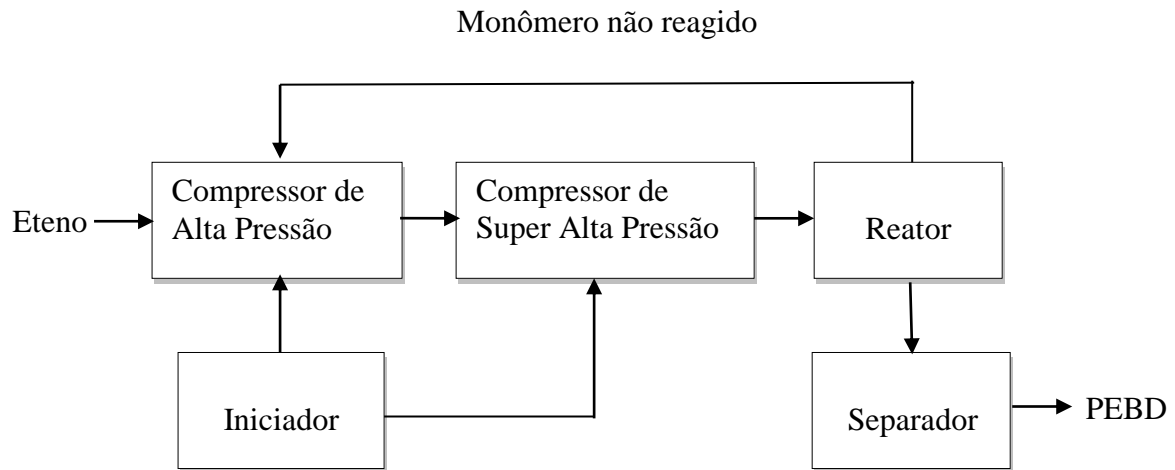 Monômero não reagido
Compressor de
Alta Pressão
Compressor de
Super Alta Pressão
Eteno
Reator
Iniciador
Separador
PEBD